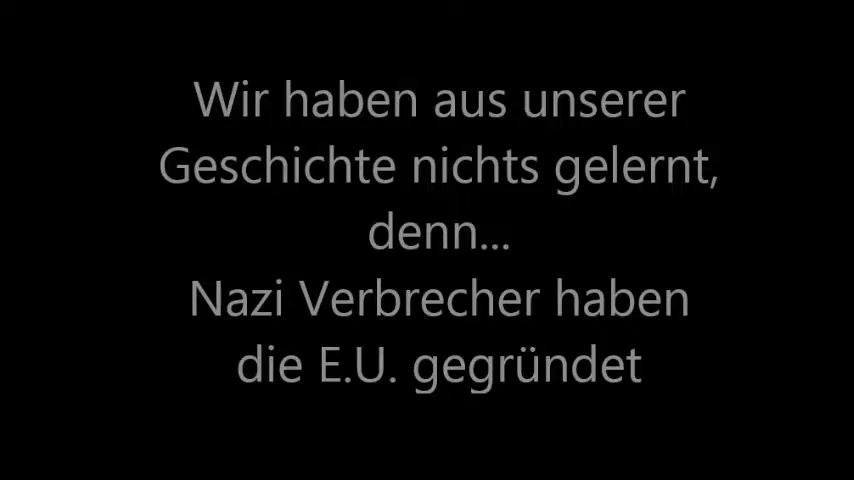 Wir haben aus unserer
Geschichte nichts gelernt,
denn...
Nazi Verbrecher haben
die E.U. gegründet